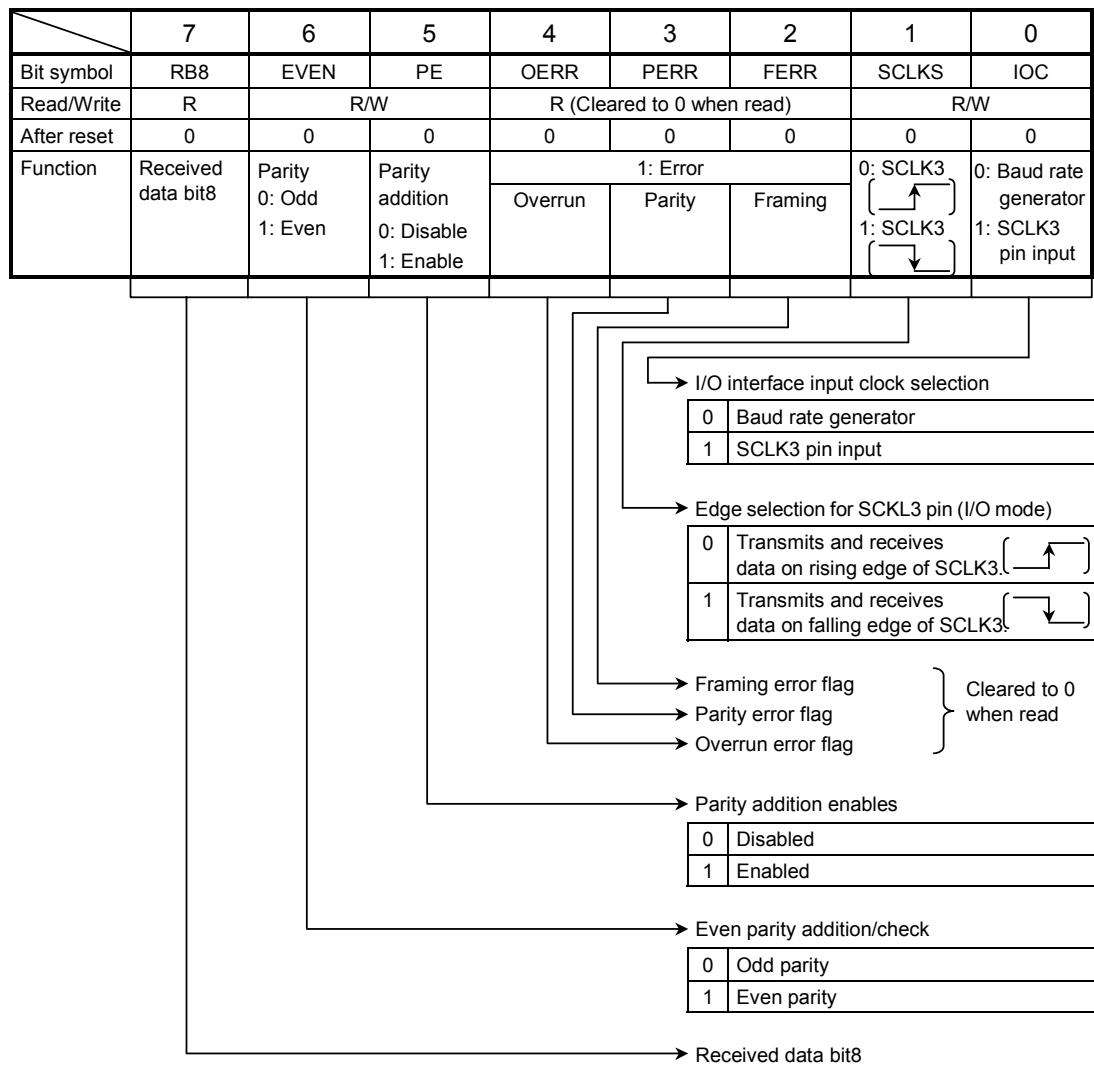 7 6 5 4 3 2 1 0
Bit symbol RB8 EVEN PE OERR PERR FERR SCLKS IOC
Read/Write R R/W R (Cleared to 0 when read) R/W
After reset 0 0 0 0 0 0 0 0
Function
Received
data bit8
Parity
0: Odd
1: Even
Parity
addition
0: Disable
1: Enable
1: Error
Overrun Parity Framing
0: SCLK3
1: SCLK3
0: Baud rate
generator
1: SCLK3
pin input
I/O interface input clock selection
0 Baud rate generator
1 SCLK3 pin input
Edge selection for SCKL3 pin (I/O mode)
0 Transmits and receives
data on rising edge of SCLK3.
1 Transmits and receives
data on falling edge of SCLK3.
Framing error flag
Parity error flag
Overrun error flag
Cleared to 0
when read
Parity addition enables
0 Disabled
1 Enabled
Even parity addition/check
0 Odd parity
1 Even parity
Received data bit8